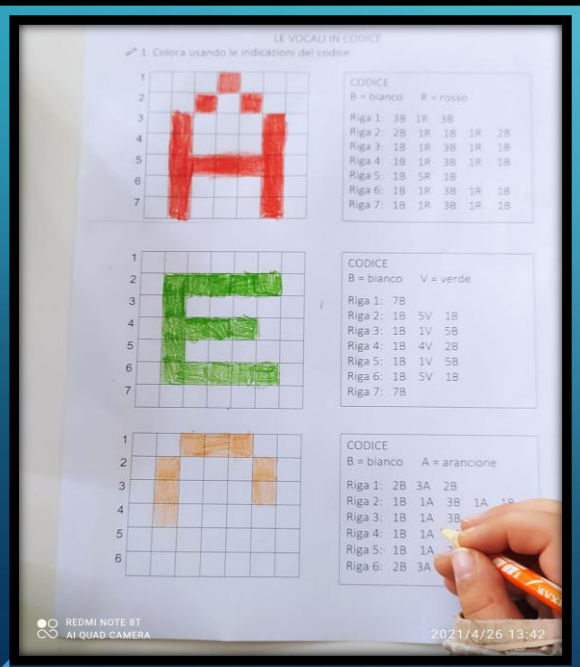 LE VOCALI IN CODICE
1. Colora usando le indicazioni del codice.
1
2
3
4
5
6
7
CODICE
B = bianco R = rosso
Riga 1: 3B 1R 3B
Riga 2: 2B 1R 1B 1R 2B
Riga 3: 1B 1R 3B 1R 1B
Riga 4: 1B 1R 3B 1R 1B
Riga 5: 1B 5R 1B
Riga 6: 1B 1R 3B 1R 1B
Riga 7: 1B 1R 3B 1R 1B
1
2
3
4
5
6
7
CODICE
B = bianco V = verde
Riga 1: 7B
Riga 2: 1B 5V 1B
Riga 3: 1B 1V 5B
Riga 4: 1B 4V 2B
Riga 5: 1B 1V 5B
Riga 6: 1B 5V 1B
Riga 7: 7B
1
2
3
4
5
6
CODICE
B = bianco A = arancione
Riga 1: 2B 3A 2B
Riga 2: 1B 1A 3B 1A 1B
Riga 3: 1B 1A 3B
Riga 4: 1B 1A
Riga 5: 1B 1A
Riga 6: 2B 3A
REDMI NOTE 8T
AI QUAD CAMERA
2021/4/26 13:42